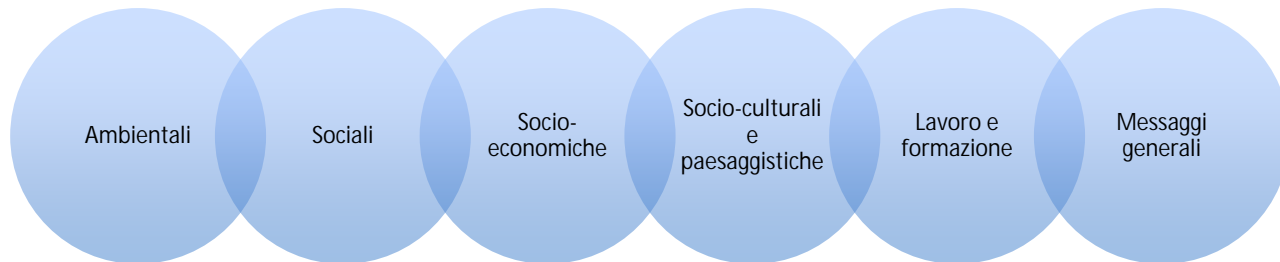 Ambientali
Sociali
Socio-
economiche
Socio-culturali
e
paesaggistiche
Lavoro e
formazione
Messaggi
generali